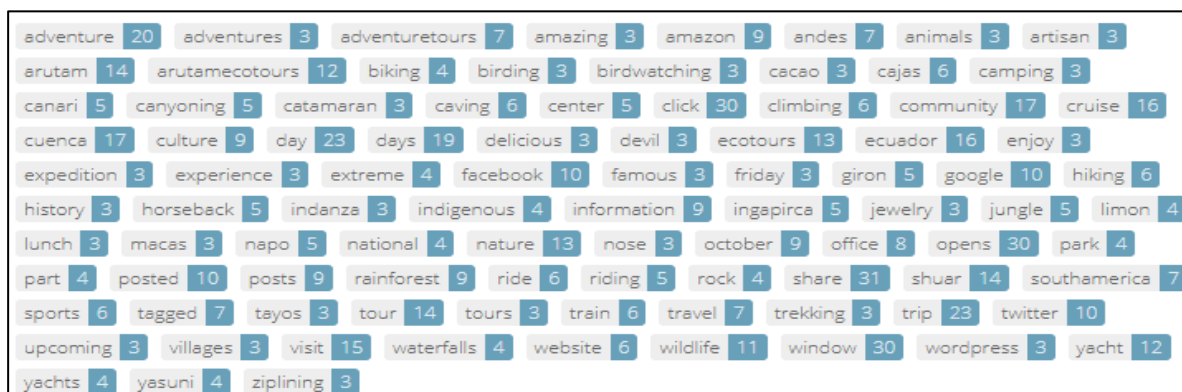 adventure 20 adventures 3 adventuretours 7 amazing 3 amazon 9 andes 7 animals 3 artisan 3
arutam 14 arutamecotours 12 biking 4 birding 3 birdwatching 3 cacao 3 cajas 6 camping 3
canari 5 canyoning 5 catamaran 3 caving 6 center 5 click 30 climbing 6 community 17 cruise 16
cuenca 17 culture 9 day 23 days 19 delicious 3 devil 3 ecotours 13 ecuador 16 enjoy 3
expedition 3 experience 3 extreme 4 facebook 10 famous 3 friday 3 giron 5 google 10 hiking 6
history 3 horseback 5 indanza 3 indigenous 4 information 9 ingapirca 5 jewelry 3 jungle 5 limon 4
lunch 3 macas 3 napo 5 national 4 nature 13 nose 3 october 9 office 8 opens 30 park 4
part 4 posted 10 posts 9 rainforest 9 ride 6 riding 5 rock 4 share 31 shuar 14 southamerica 7
sports 6 tagged 7 tayos 3 tour 14 tours 3 train 6 travel 7 trekking 3 trip 23 twitter 10
upcoming 3 villages 3 visit 15 waterfalls 4 website 6 wildlife 11 window 30 wordpress 3 yacht 12
yachts 4 yasuni 4 ziplining 3